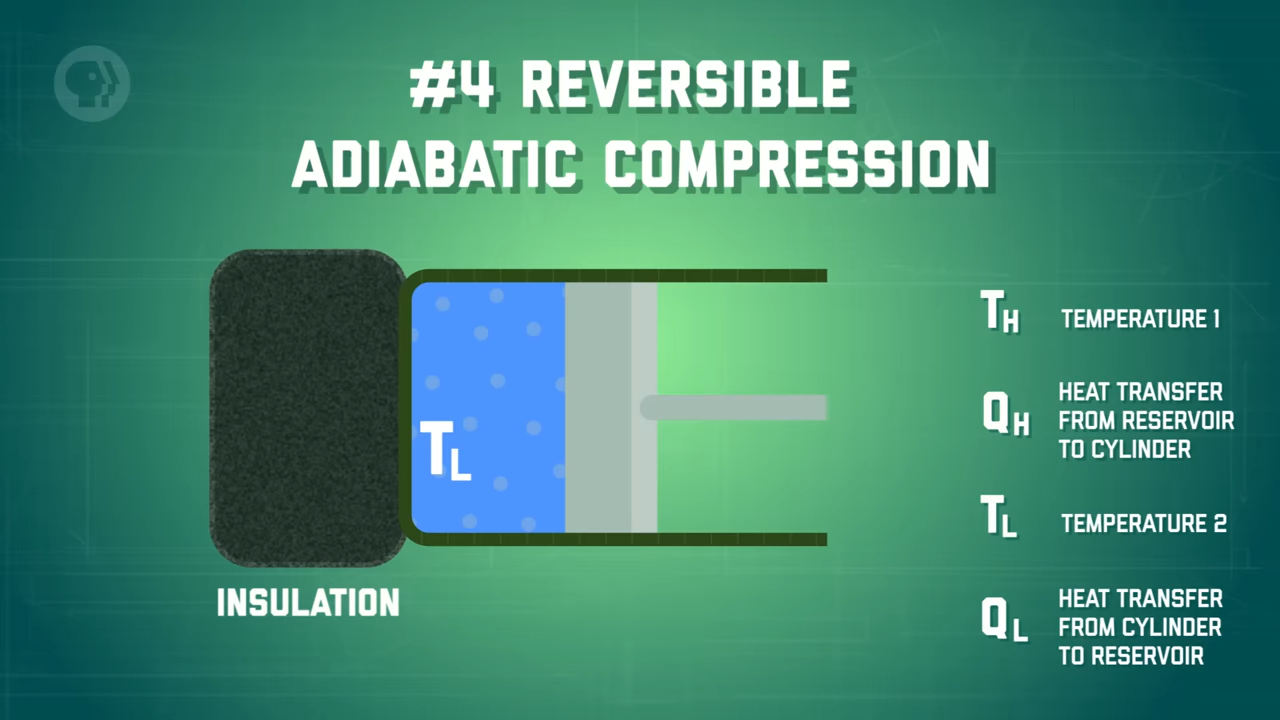 #4 REVERSIBLE
ADIABATIC COMPRESSION
TL
INSULATION
TH TEMPERATURE 1
QH HEAT TRANSFER
FROM RESERVOIR
TO CYLINDER
TL TEMPERATURE 2
QL HEAT TRANSFER
FROM CYLINDER
TO RESERVOIR